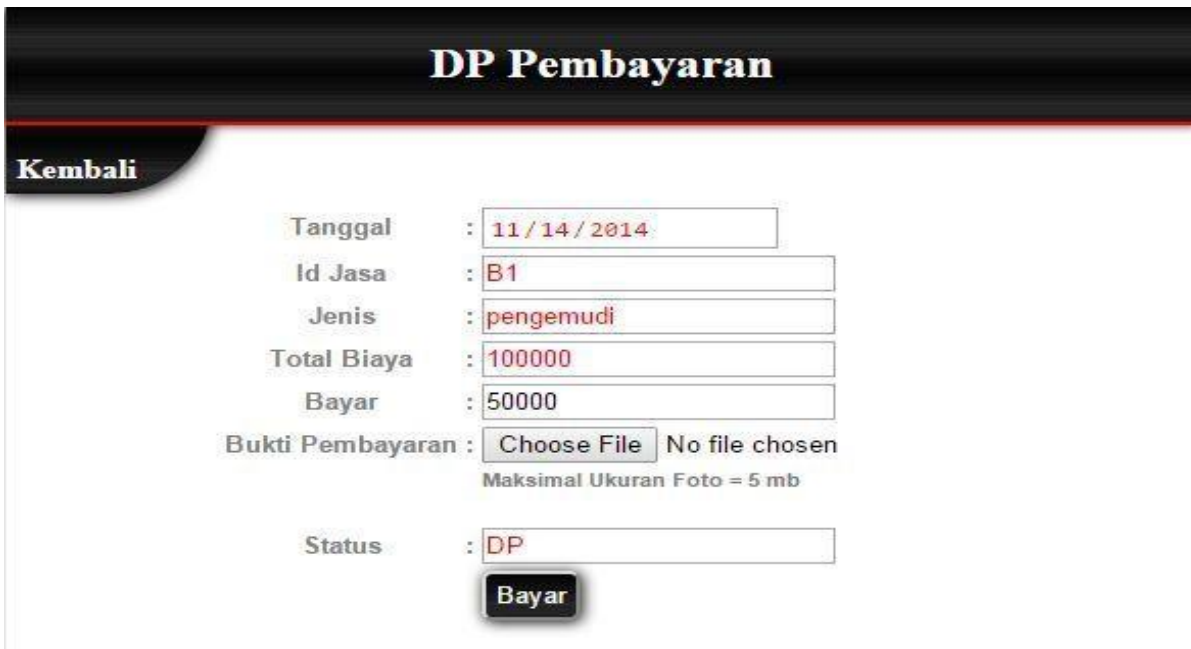 DP Pembayaran
Kembali
Tanggal : 11/14/2014
Id Jasa : B1
Jenis : pengemudi
Total Biaya : 100000
Bayar : 50000
Bukti Pembayaran : Choose File No file chosen
Maksimal Ukuran Foto = 5 mb
Status : DP
Bayar